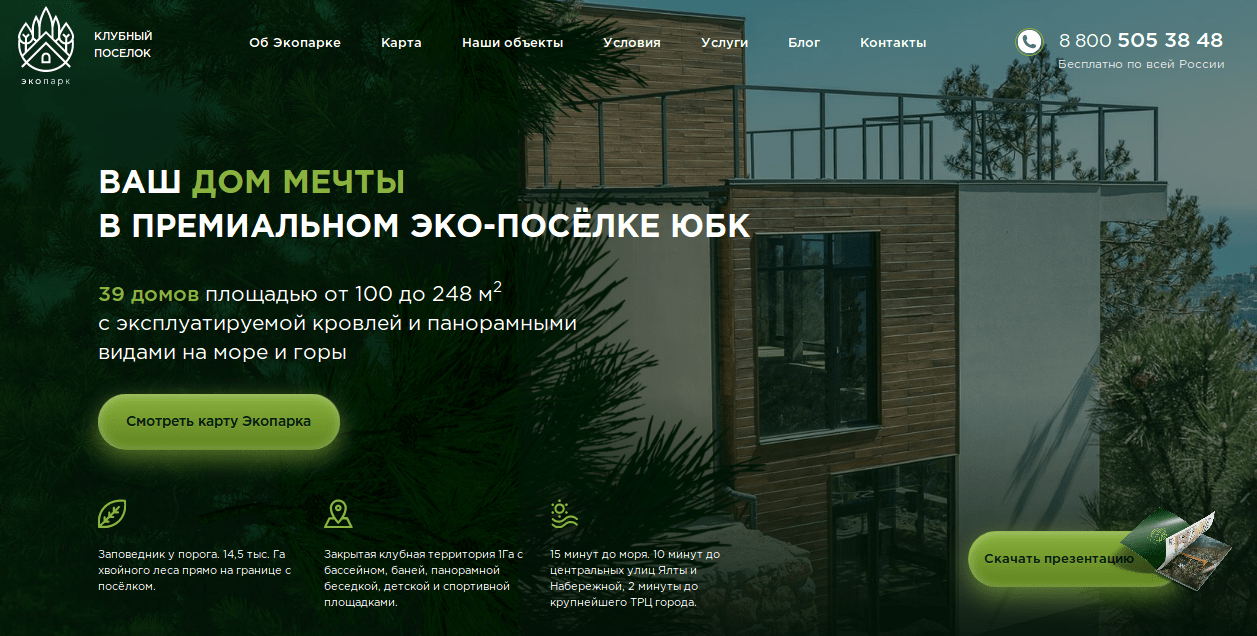 экопарк
КЛУБНЫЙ
ПОСЕЛОК
Об Экопарке Карта Наши объекты Условия Услуги Блог Контакты
8 800 505 38 48
Бесплатно по всей России
ВАШ ДОМ МЕЧТЫ
В ПРЕМИАЛЬНОМ ЭКО-ПОСЁЛКЕ ЮБК
39 домов площадью от 100 до 248 м²
с эксплуатируемой кровлей и панорамными
видами на море и горы
Смотреть карту Экопарка
Заповедник у порога. 14,5 тыс. Га
хвойного леса прямо на границе с
посёлком.
Закрытая клубная территория 1Га с
бассейном, баней, панорамной
беседкой, детской и спортивной
площадками.
15 минут до моря. 10 минут до
центральных улиц Ялты и
Набережной, 2 минуты до
крупнейшего ТРЦ города.
Скачать презентацию